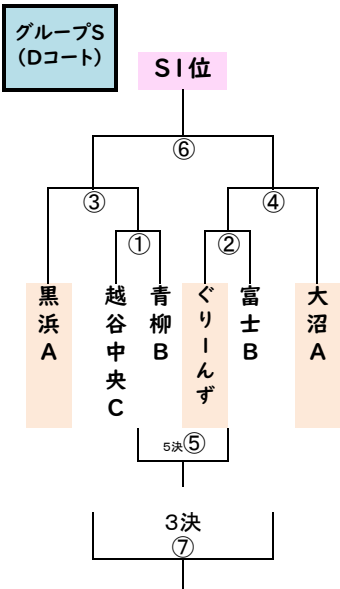 グループS
（Dコート）
S1位
⑥
③
④
①
②
黒浜A
越谷中央C
青柳B
ぐりーんず
富士B
大沼A
5決⑤
3決
⑦